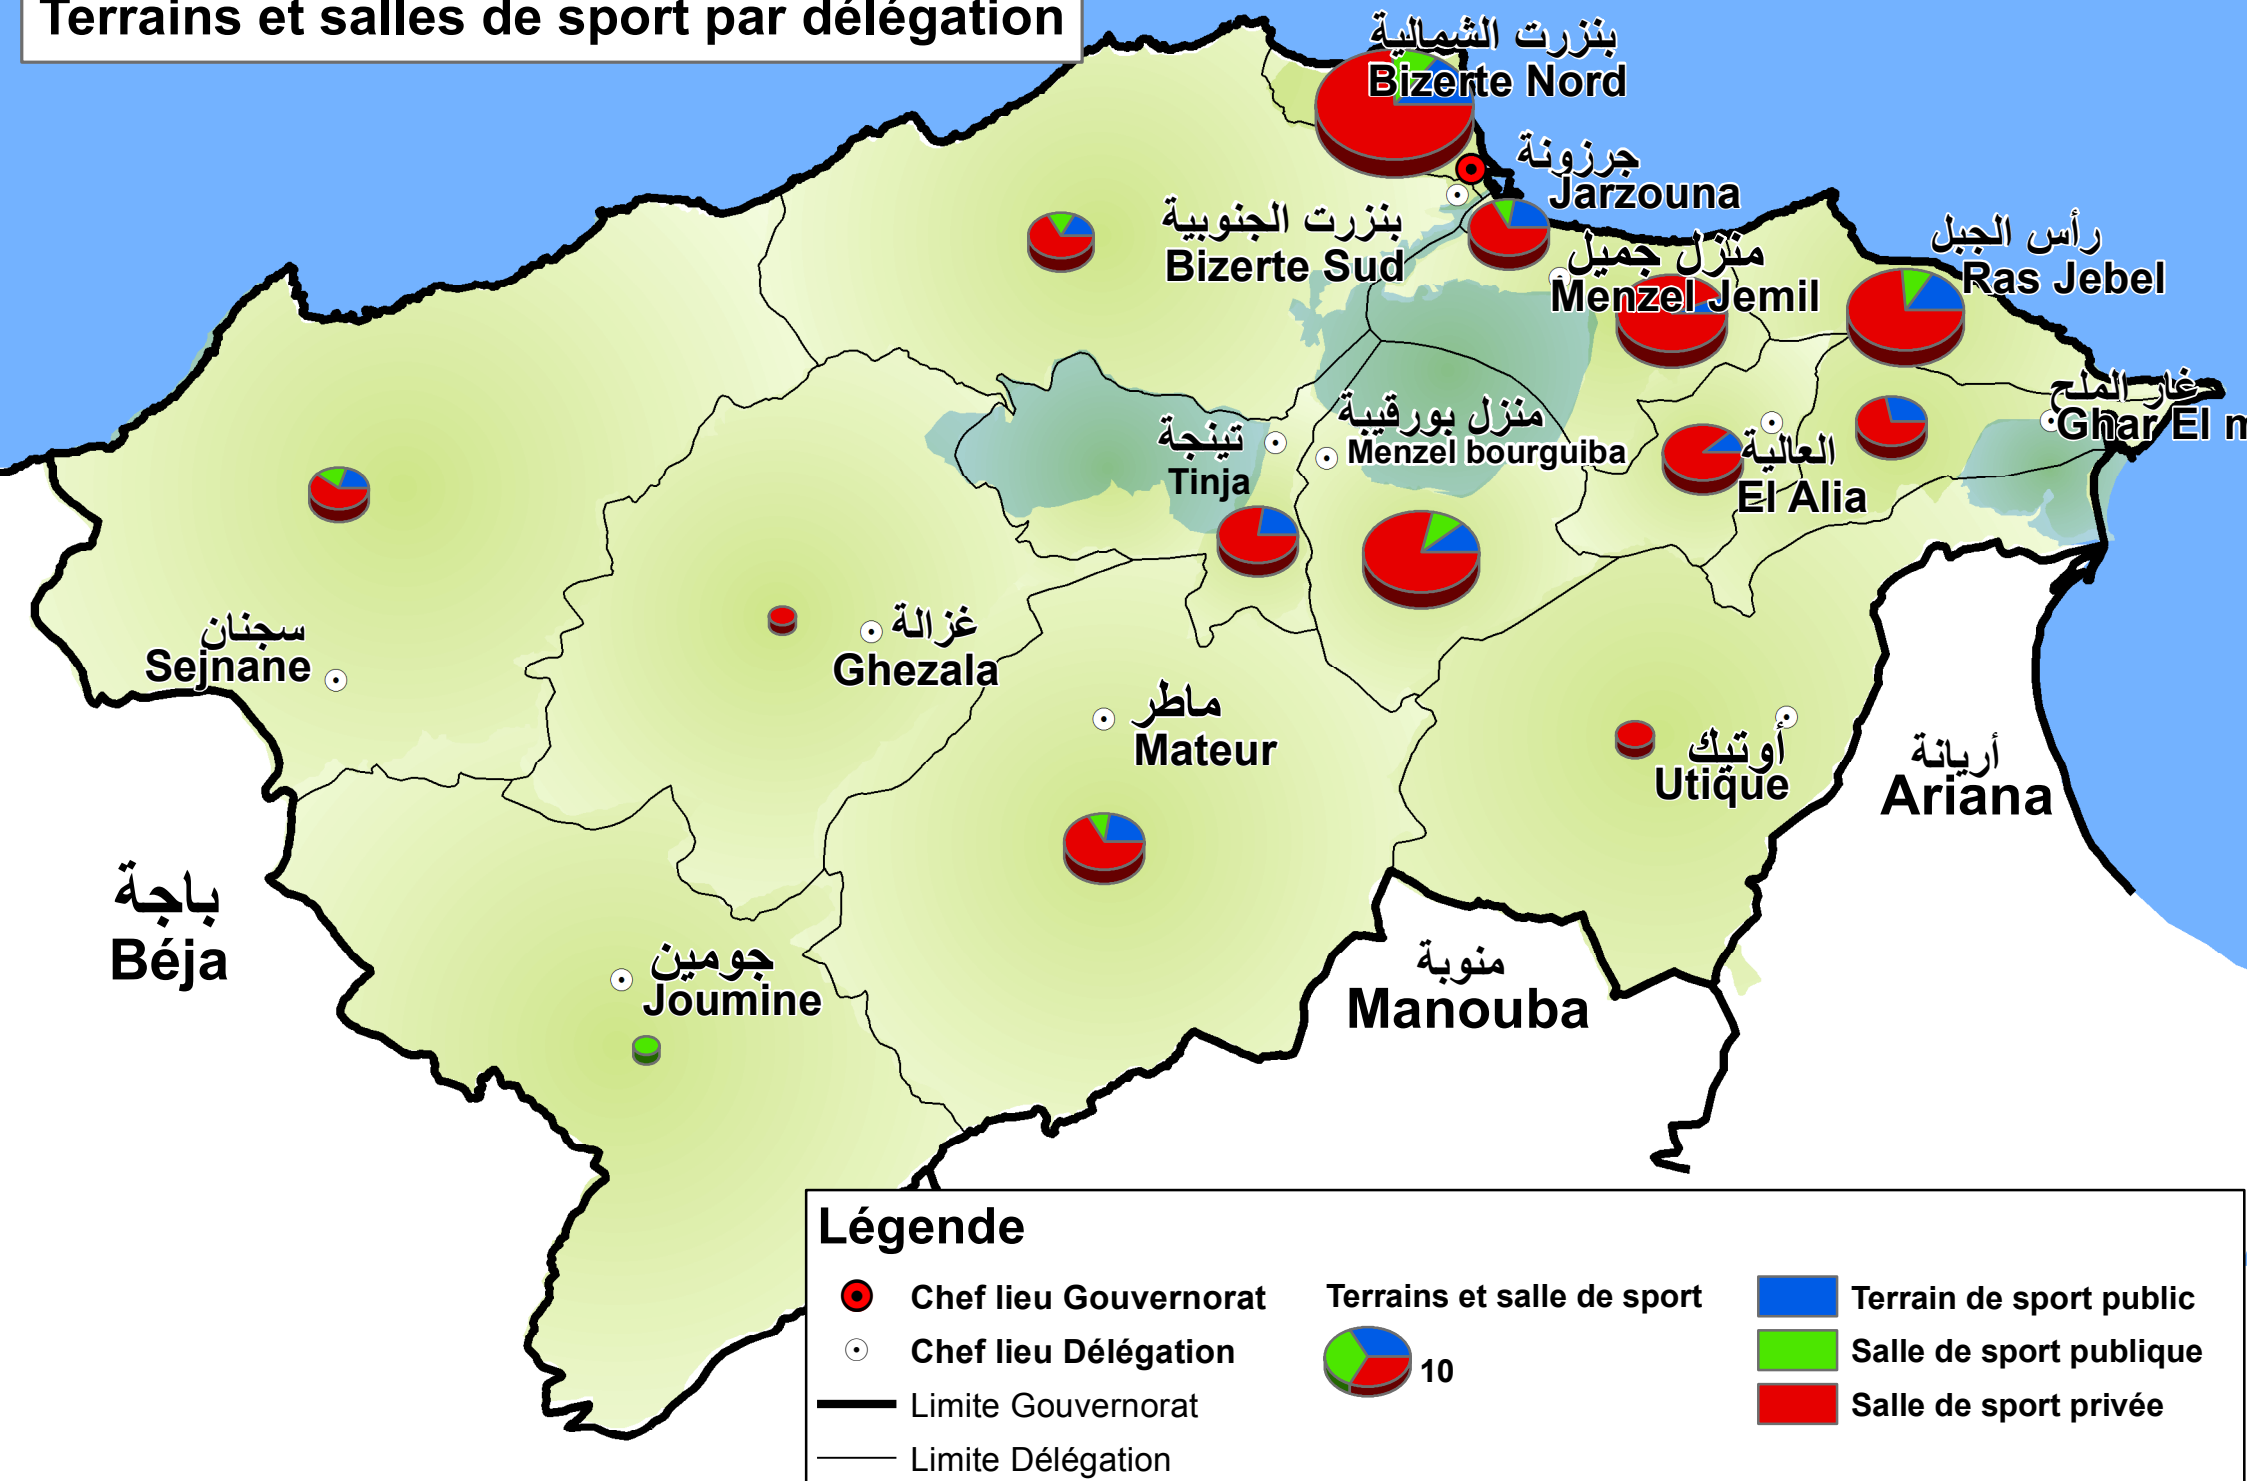 Terrains et salles de sport par délégation
بنزرت الشمالية
Bizerte Nord
جرزونة
Jarzouna
بنزرت الجنوبية
Bizerte Sud
منزل جميل
Menzel Jemil
رأس الجبل
Ras Jebel
غار الملح
Ghar El m
منزل بورقيبة
Menzel bourguiba
تينجة
Tinja
العالية
El Alia
سجنان
Sejnane
غزالة
Ghezala
ماطر
Mateur
أوتيك
Utique
أريانة
Ariana
باجة
Béja
جومين
Joumine
منوبة
Manouba
Légende
Chef lieu Gouvernorat
Chef lieu Délégation
Limite Gouvernorat
Limite Délégation
Terrains et salle de sport
10
Terrain de sport public
Salle de sport publique
Salle de sport privée